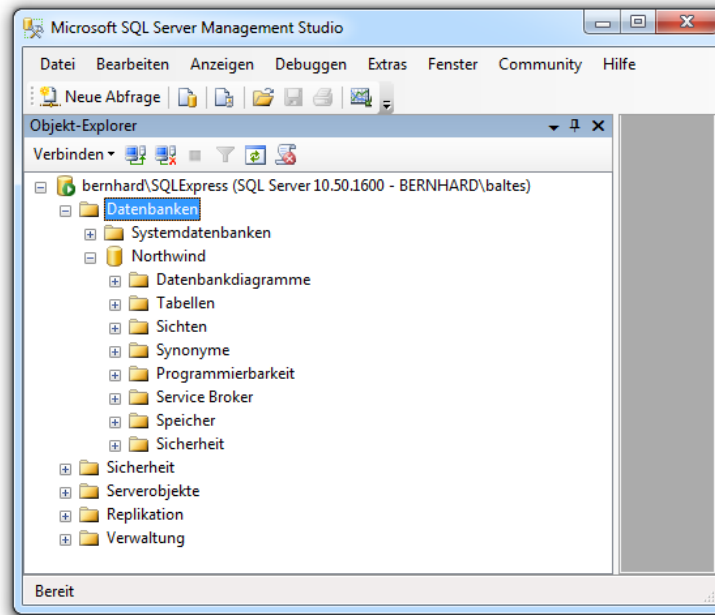 Microsoft SQL Server Management Studio
Datei Bearbeiten Anzeigen Debuggen Extras Fenster Community Hilfe
Neue Abfrage
Objekt-Explorer
Verbinden
bernhard\SQLExpress (SQL Server 10.50.1600 - BERNHARD\baltes)
Datenbanken
Systemdatenbanken
Northwind
Datenbankdiagramme
Tabellen
Sichten
Synonyme
Programmierbarkeit
Service Broker
Speicher
Sicherheit
Sicherheit
Serverobjekte
Replikation
Verwaltung
Bereit